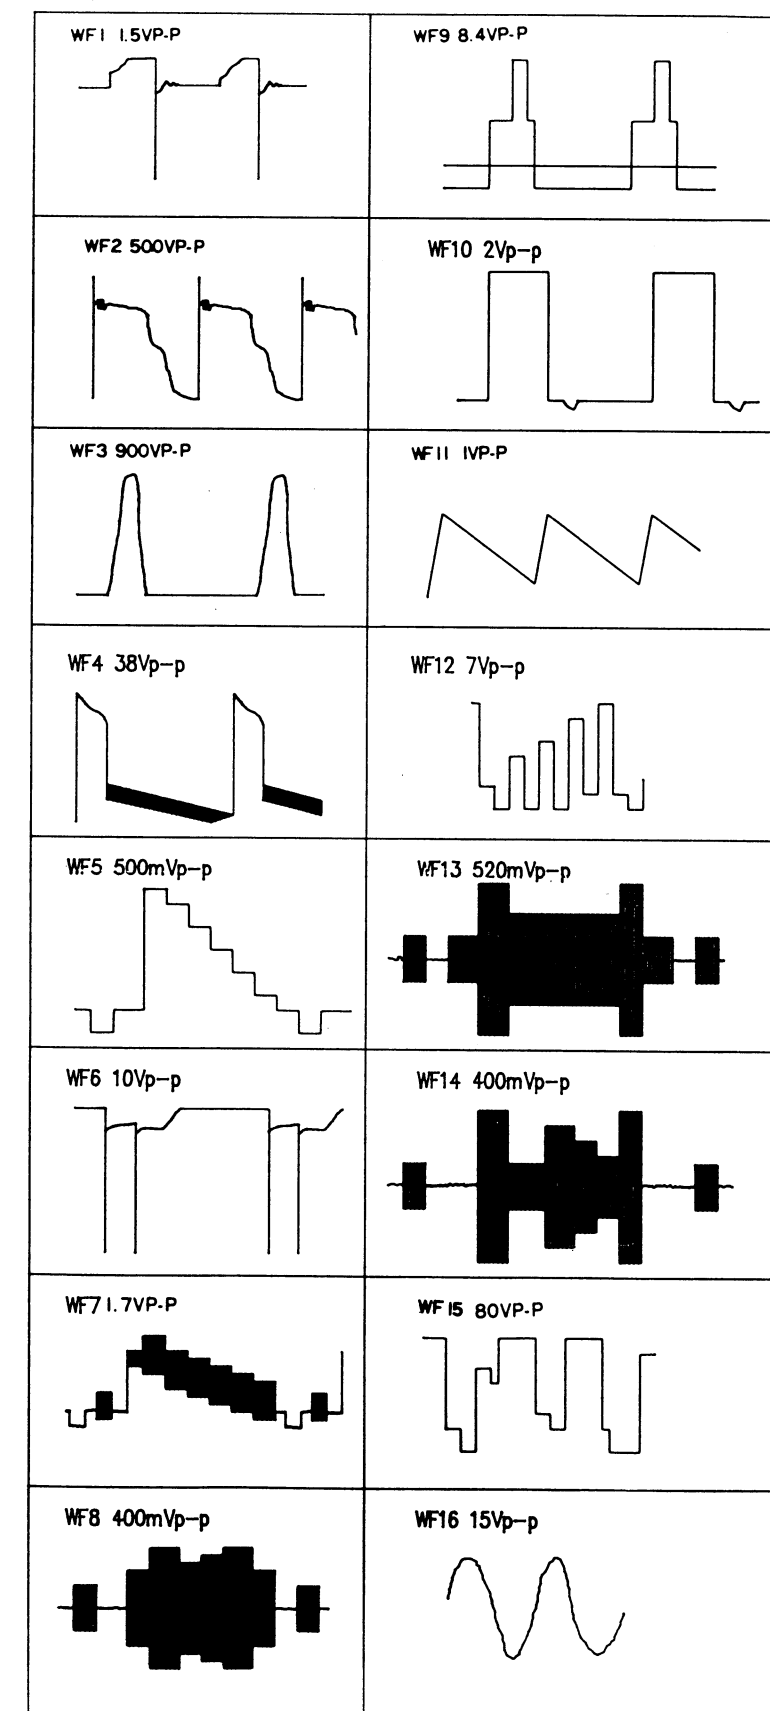 WF1 1.5VP-P
WF9 8.4VP-P
WF2 500VP-P
WF10 2Vp-p
WF3 900VP-P
WF11 1VP-P
WF4 38Vp-p
WF12 7Vp-p
WF5 500mVp-p
WF13 520mVp-p
WF6 10Vp-p
WF14 400mVp-p
WF7 1.7VP-P
WF15 80VP-P
WF8 400mVp-p
WF16 15Vp-p